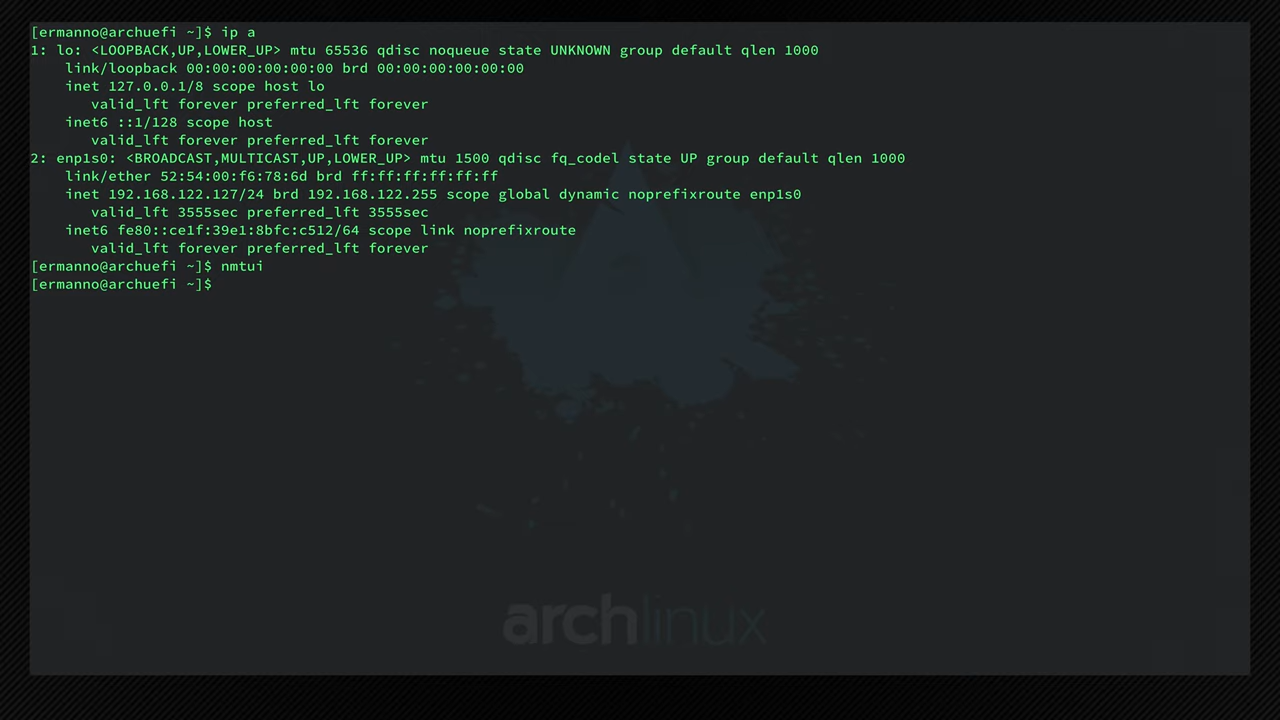 [ermanno@archuefi ~]$ ip a
1: lo: <LOOPBACK,UP,LOWER_UP> mtu 65536 qdisc noqueue state UNKNOWN group default qlen 1000
    link/loopback 00:00:00:00:00:00 brd 00:00:00:00:00:00
    inet 127.0.0.1/8 scope host lo
       valid_lft forever preferred_lft forever
    inet6 ::1/128 scope host
       valid_lft forever preferred_lft forever
2: enp1s0: <BROADCAST,MULTICAST,UP,LOWER_UP> mtu 1500 qdisc fq_codel state UP group default qlen 1000
    link/ether 52:54:00:f6:78:6d brd ff:ff:ff:ff:ff:ff
    inet 192.168.122.127/24 brd 192.168.122.255 scope global dynamic noprefixroute enp1s0
       valid_lft 3555sec preferred_lft 3555sec
    inet6 fe80::ce1f:39e1:8bfc:c512/64 scope link noprefixroute
       valid_lft forever preferred_lft forever
[ermanno@archuefi ~]$ nmtui
[ermanno@archuefi ~]$
archlinux